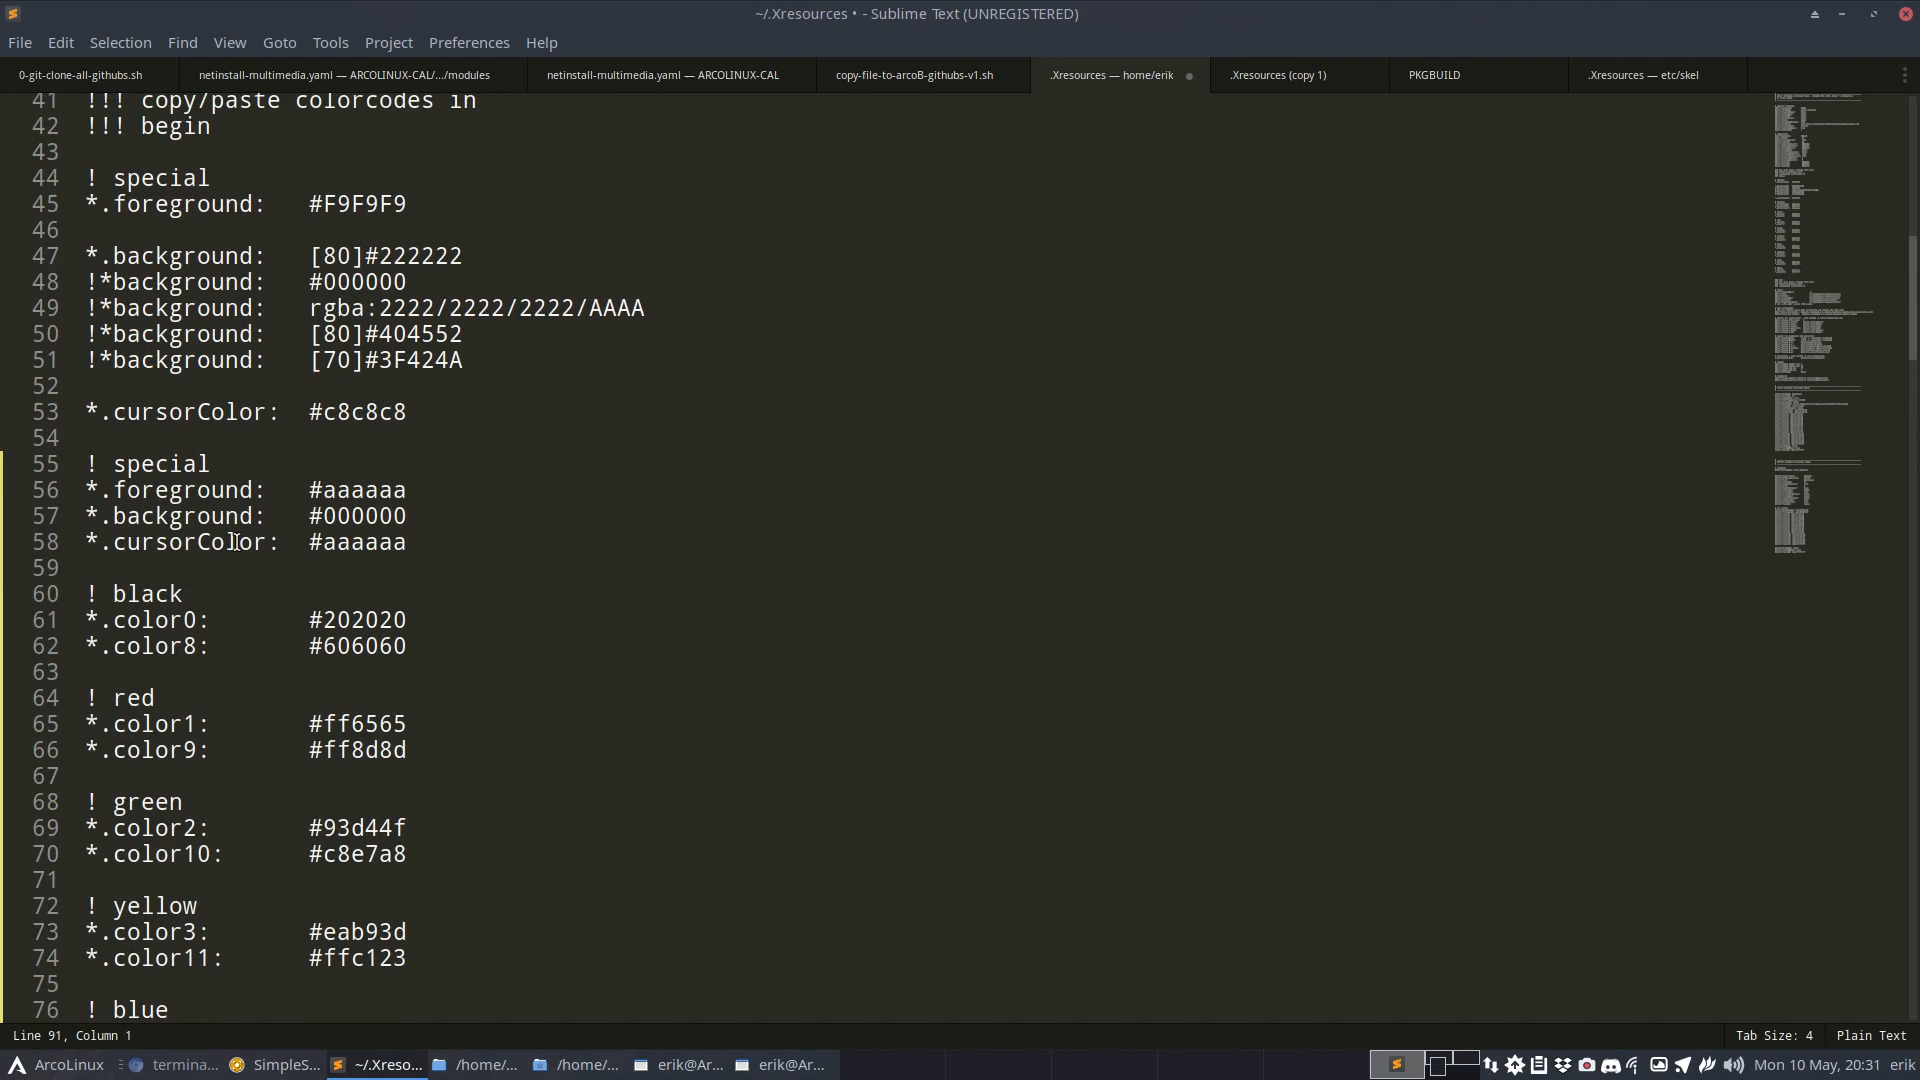 ~/.Xresources • - Sublime Text (UNREGISTERED)
File Edit Selection Find View Goto Tools Project Preferences Help
0-git-clone-all-githubs.sh netinstall-multimedia.yaml — ARCOLINUX-CAL/.../modules netinstall-multimedia.yaml — ARCOLINUX-CAL copy-file-to-arcoB-githubs-v1.sh .Xresources — home/erik .Xresources (copy 1) PKGBUILD .Xresources — etc/skel
41 !!! copy/paste colorcodes in
42 !!! begin
43
44 ! special
45 *.foreground: #F9F9F9
46
47 *.background: [80]#222222
48 !*background: #000000
49 !*background: rgba:2222/2222/2222/AAAA
50 !*background: [80]#404552
51 !*background: [70]#3F424A
52
53 *.cursorColor: #c8c8c8
54
55 ! special
56 *.foreground: #aaaaaa
57 *.background: #000000
58 *.cursorColor: #aaaaaa
59
60 ! black
61 *.color0: #202020
62 *.color8: #606060
63
64 ! red
65 *.color1: #ff6565
66 *.color9: #ff8d8d
67
68 ! green
69 *.color2: #93d44f
70 *.color10: #c8e7a8
71
72 ! yellow
73 *.color3: #eab93d
74 *.color11: #ffc123
75
76 ! blue
Line 91, Column 1 Tab Size: 4 Plain Text
ArcoLinux termina... SimpleS... ~/.Xreso... /home/... /home/... erik@Ar... erik@Ar... Mon 10 May, 20:31 erik